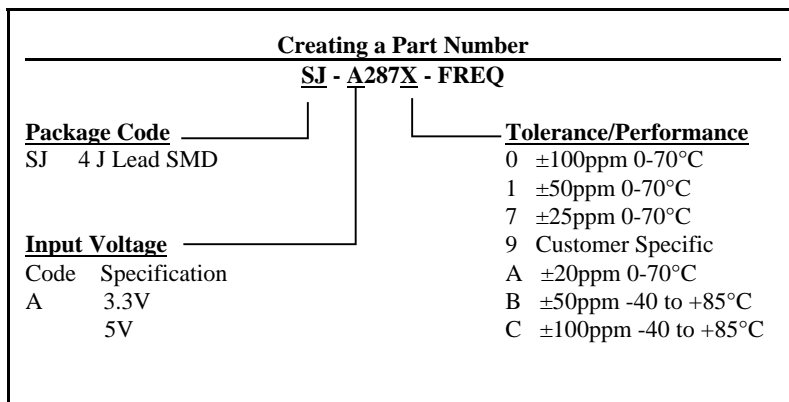 Creating a Part Number
SJ - A287X - FREQ
Package Code
SJ 4 J Lead SMD
Input Voltage
Code Specification
A 3.3V
5V
Tolerance/Performance
0 ±100ppm 0-70°C
1 ±50ppm 0-70°C
7 ±25ppm 0-70°C
9 Customer Specific
A ±20ppm 0-70°C
B ±50ppm -40 to +85°C
C ±100ppm -40 to +85°C